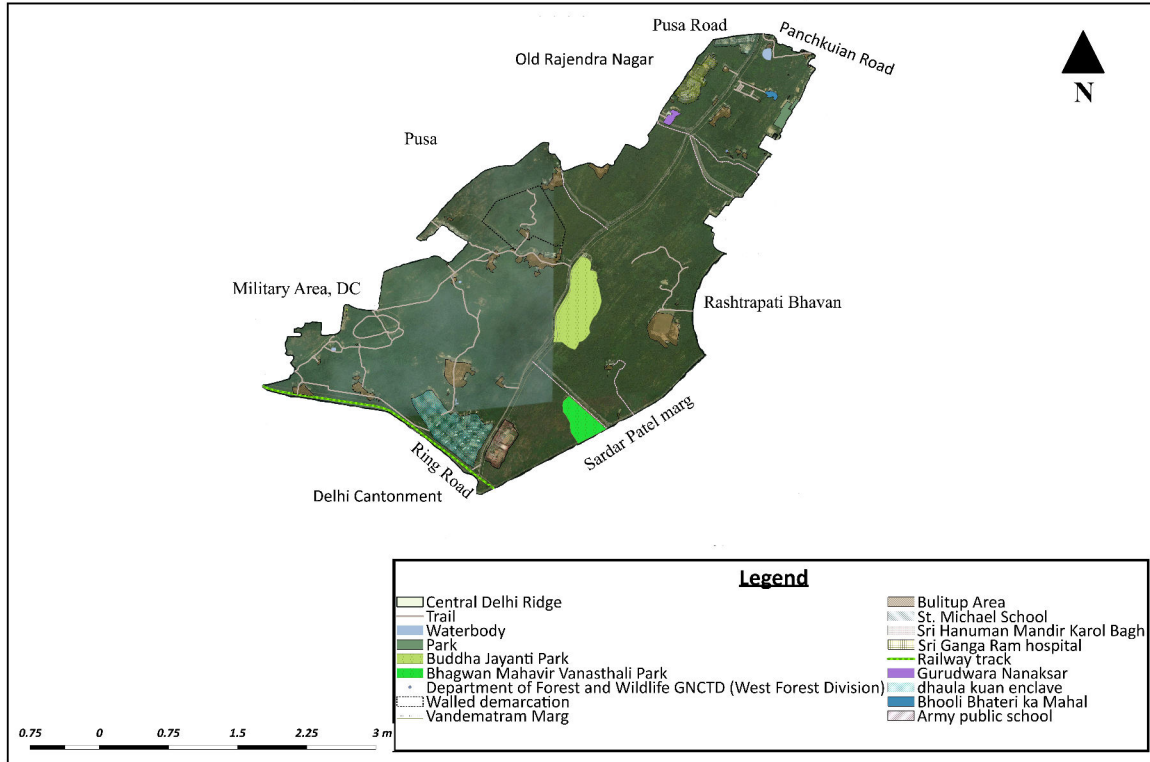 Pusa Road
Panchkuian Road
Old Rajendra Nagar
N
Pusa
Military Area, DC
Rashtrapati Bhavan
Sardar Patel marg
Ring Road
Delhi Cantonment
Legend
Central Delhi Ridge
Trail
Waterbody
Park
Buddha Jayanti Park
Bhagwan Mahavir Vanasthali Park
Department of Forest and Wildlife GNCTD (West Forest Division)
Walled demarcation
Vandematram Marg
Bulitup Area
St. Michael School
Sri Hanuman Mandir Karol Bagh
Sri Ganga Ram hospital
Railway track
Gurudwara Nanaksar
dhaula kuan enclave
Bhooli Bhateri ka Mahal
Army public school
0.75 0 0.75 1.5 2.25 3 m